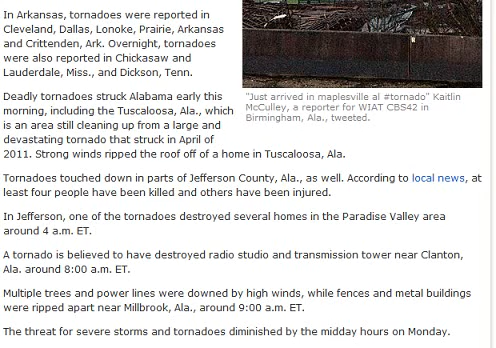 In Arkansas, tornadoes were reported in
Cleveland, Dallas, Lonoke, Prairie, Arkansas
and Crittenden, Ark. Overnight, tornadoes
were also reported in Chickasaw and
Lauderdale, Miss., and Dickson, Tenn.
"Just arrived in maplesville al #tornado" Kaitlin
McCulley, a reporter for WIAT CBS42 in
Birmingham, Ala., tweeted.
Deadly tornadoes struck Alabama early this
morning, including the Tuscaloosa, Ala., which
is an area still cleaning up from a large and
devastating tornado that struck in April of
2011. Strong winds ripped the roof off of a home in Tuscaloosa, Ala.
Tornadoes touched down in parts of Jefferson County, Ala., as well. According to local news, at
least four people have been killed and others have been injured.
In Jefferson, one of the tornadoes destroyed several homes in the Paradise Valley area
around 4 a.m. ET.
A tornado is believed to have destroyed radio studio and transmission tower near Clanton,
Ala. around 8:00 a.m. ET.
Multiple trees and power lines were downed by high winds, while fences and metal buildings
were ripped apart near Millbrook, Ala., around 9:00 a.m. ET.
The threat for severe storms and tornadoes diminished by the midday hours on Monday.